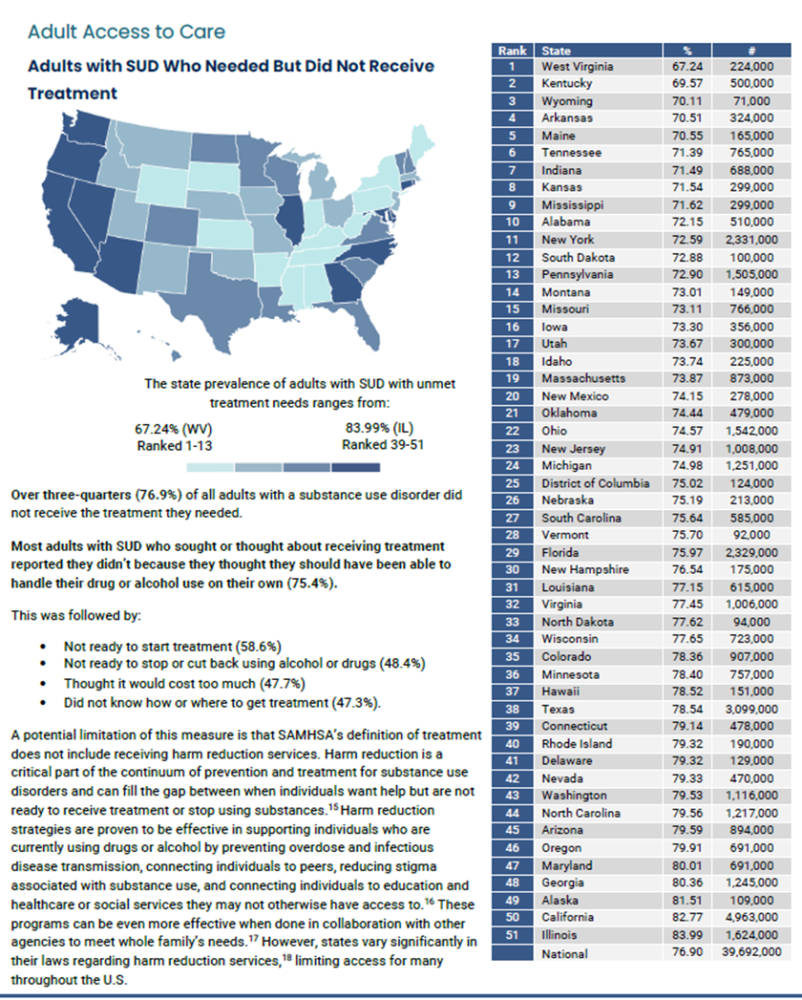 Adult Access to Care
Adults with SUD Who Needed But Did Not Receive
Treatment
The state prevalence of adults with SUD with unmet
treatment needs ranges from:
67.24% (WV)
Ranked 1-13
83.99% (IL)
Ranked 39-51
Over three-quarters (76.9%) of all adults with a substance use disorder did
not receive the treatment they needed.
Most adults with SUD who sought or thought about receiving treatment
reported they didn't because they thought they should have been able to
handle their drug or alcohol use on their own (75.4%).
This was followed by:
• Not ready to start treatment (58.6%)
• Not ready to stop or cut back using alcohol or drugs (48.4%)
• Thought it would cost too much (47.7%)
• Did not know how or where to get treatment (47.3%).
A potential limitation of this measure is that SAMHSA's definition of treatment
does not include receiving harm reduction services. Harm reduction is a
critical part of the continuum of prevention and treatment for substance use
disorders and can fill the gap between when individuals want help but are not
ready to receive treatment or stop using substances.15 Harm reduction
strategies are proven to be effective in supporting individuals who are
currently using drugs or alcohol by preventing overdose and infectious
disease transmission, connecting individuals to peers, reducing stigma
associated with substance use, and connecting individuals to education and
healthcare or social services they may not otherwise have access to.16 These
programs can be even more effective when done in collaboration with other
agencies to meet whole family's needs.17 However, states vary significantly in
their laws regarding harm reduction services,18 limiting access for many
throughout the U.S.
Rank State % #
1 West Virginia 67.24 224,000
2 Kentucky 69.57 500,000
3 Wyoming 70.11 71,000
4 Arkansas 70.51 324,000
5 Maine 70.55 165,000
6 Tennessee 71.39 765,000
7 Indiana 71.49 688,000
8 Kansas 71.54 299,000
9 Mississippi 71.62 299,000
10 Alabama 72.15 510,000
11 New York 72.59 2,331,000
12 South Dakota 72.88 100,000
13 Pennsylvania 72.90 1,505,000
14 Montana 73.01 149,000
15 Missouri 73.11 766,000
16 Iowa 73.30 356,000
17 Utah 73.67 300,000
18 Idaho 73.74 225,000
19 Massachusetts 73.87 873,000
20 New Mexico 74.15 278,000
21 Oklahoma 74.44 479,000
22 Ohio 74.57 1,542,000
23 New Jersey 74.91 1,008,000
24 Michigan 74.98 1,251,000
25 District of Columbia 75.02 124,000
26 Nebraska 75.19 213,000
27 South Carolina 75.64 585,000
28 Vermont 75.70 92,000
29 Florida 75.97 2,329,000
30 New Hampshire 76.54 175,000
31 Louisiana 77.15 615,000
32 Virginia 77.45 1,006,000
33 North Dakota 77.62 94,000
34 Wisconsin 77.65 723,000
35 Colorado 78.36 907,000
36 Minnesota 78.40 757,000
37 Hawaii 78.52 151,000
38 Texas 78.54 3,099,000
39 Connecticut 79.14 478,000
40 Rhode Island 79.32 190,000
41 Delaware 79.32 129,000
42 Nevada 79.33 470,000
43 Washington 79.53 1,116,000
44 North Carolina 79.56 1,217,000
45 Arizona 79.59 894,000
46 Oregon 79.91 691,000
47 Maryland 80.01 691,000
48 Georgia 80.36 1,245,000
49 Alaska 81.51 109,000
50 California 82.77 4,963,000
51 Illinois 83.99 1,624,000
National 76.90 39,692,000